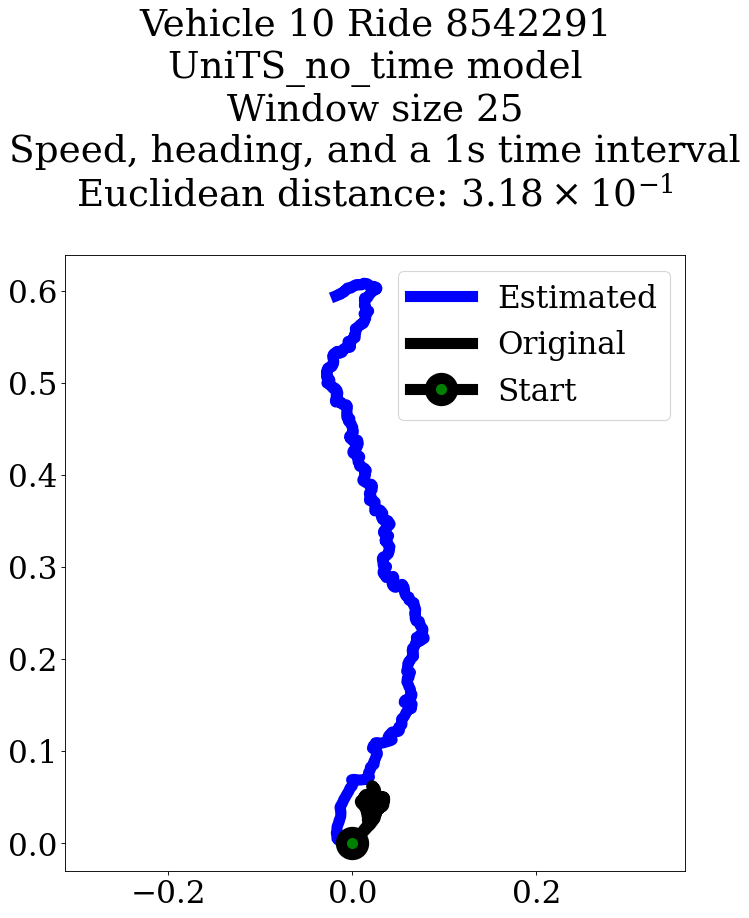 Vehicle 10 Ride 8542291
UniTS_no_time model
Window size 25
Speed, heading, and a 1s time interval
Euclidean distance: $3.18 \times 10^{-1}$
Estimated
Original
Start
0.6
0.5
0.4
0.3
0.2
0.1
0.0
−0.2 0.0 0.2